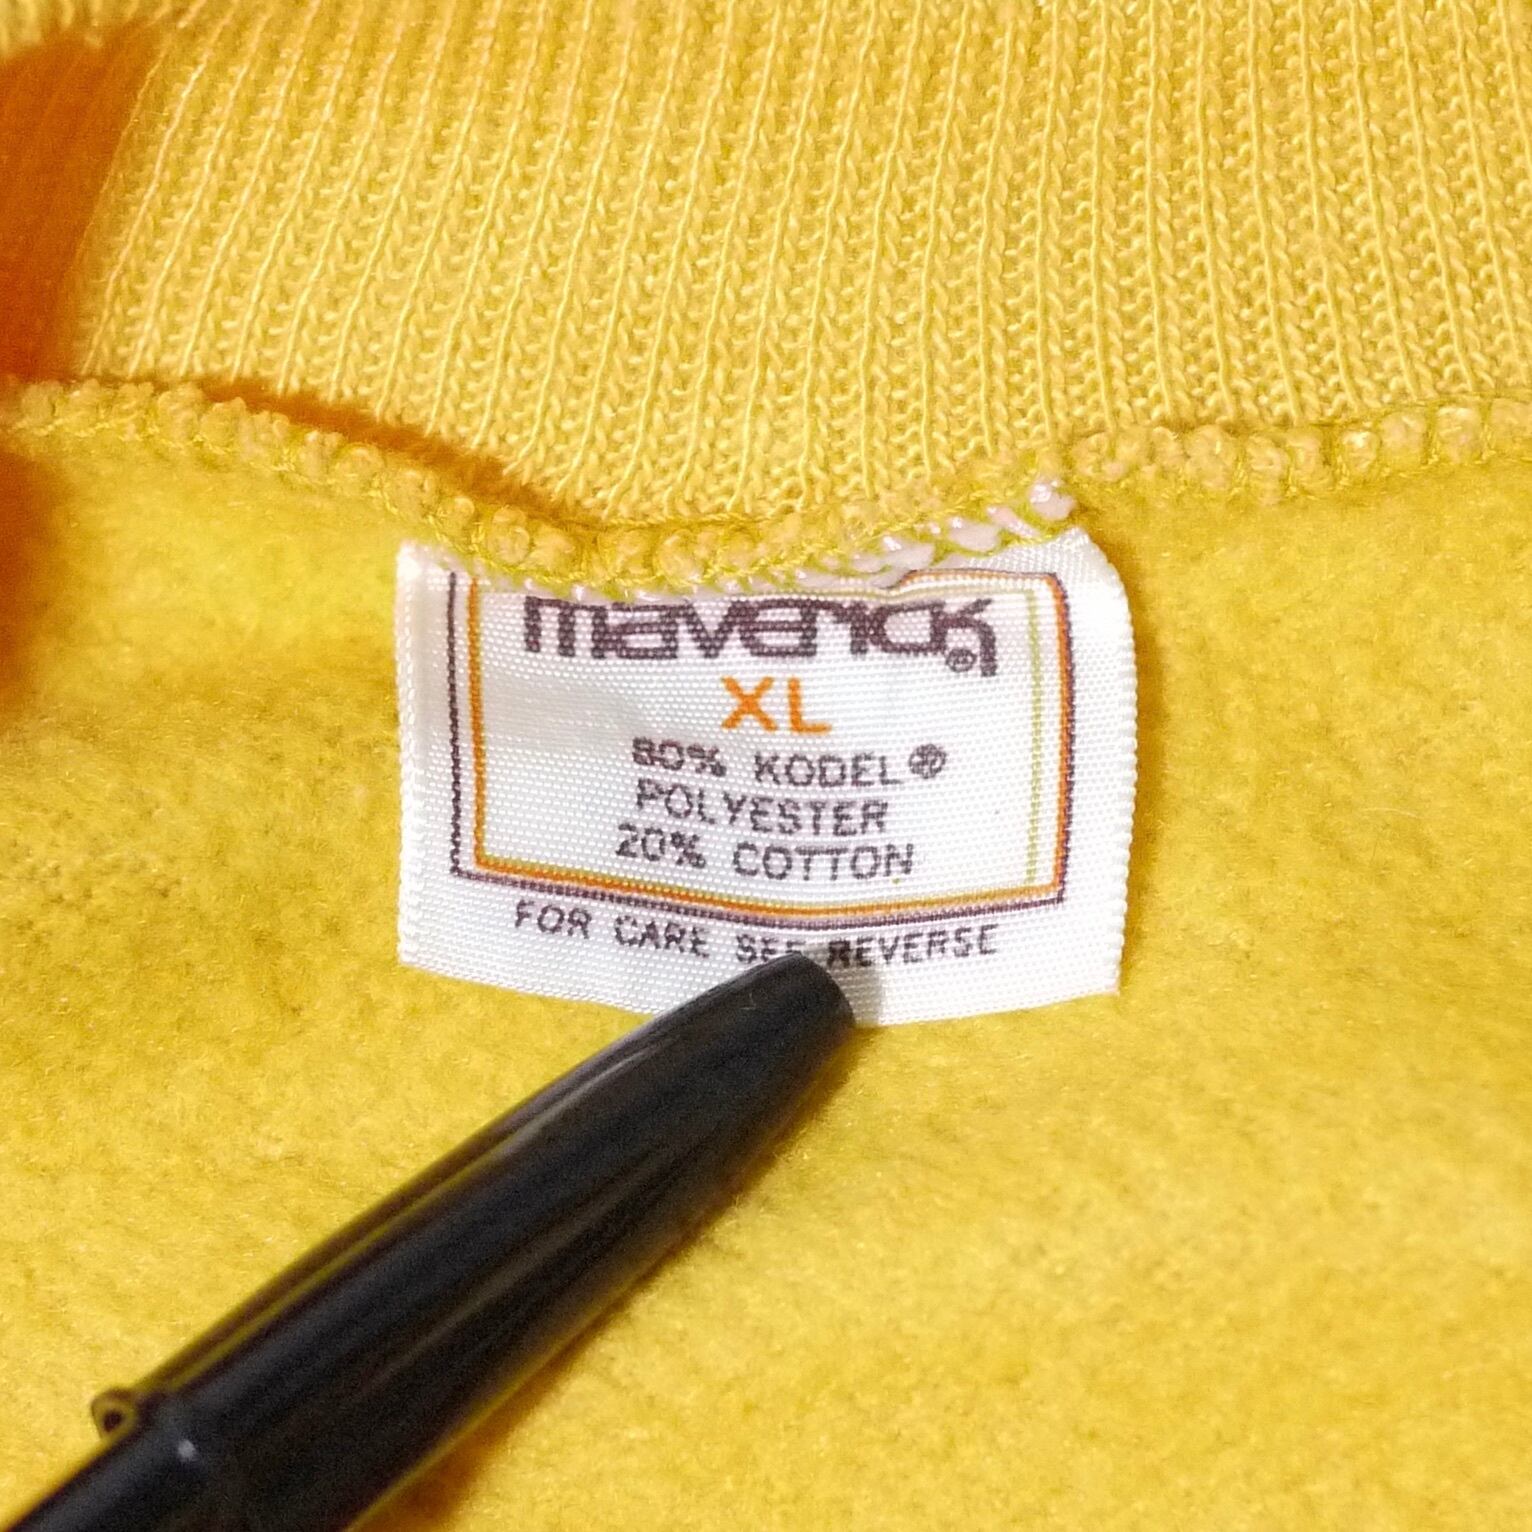 maverick®
XL
80% KODEL®
POLYESTER
20% COTTON
FOR CARE SEE REVERSE